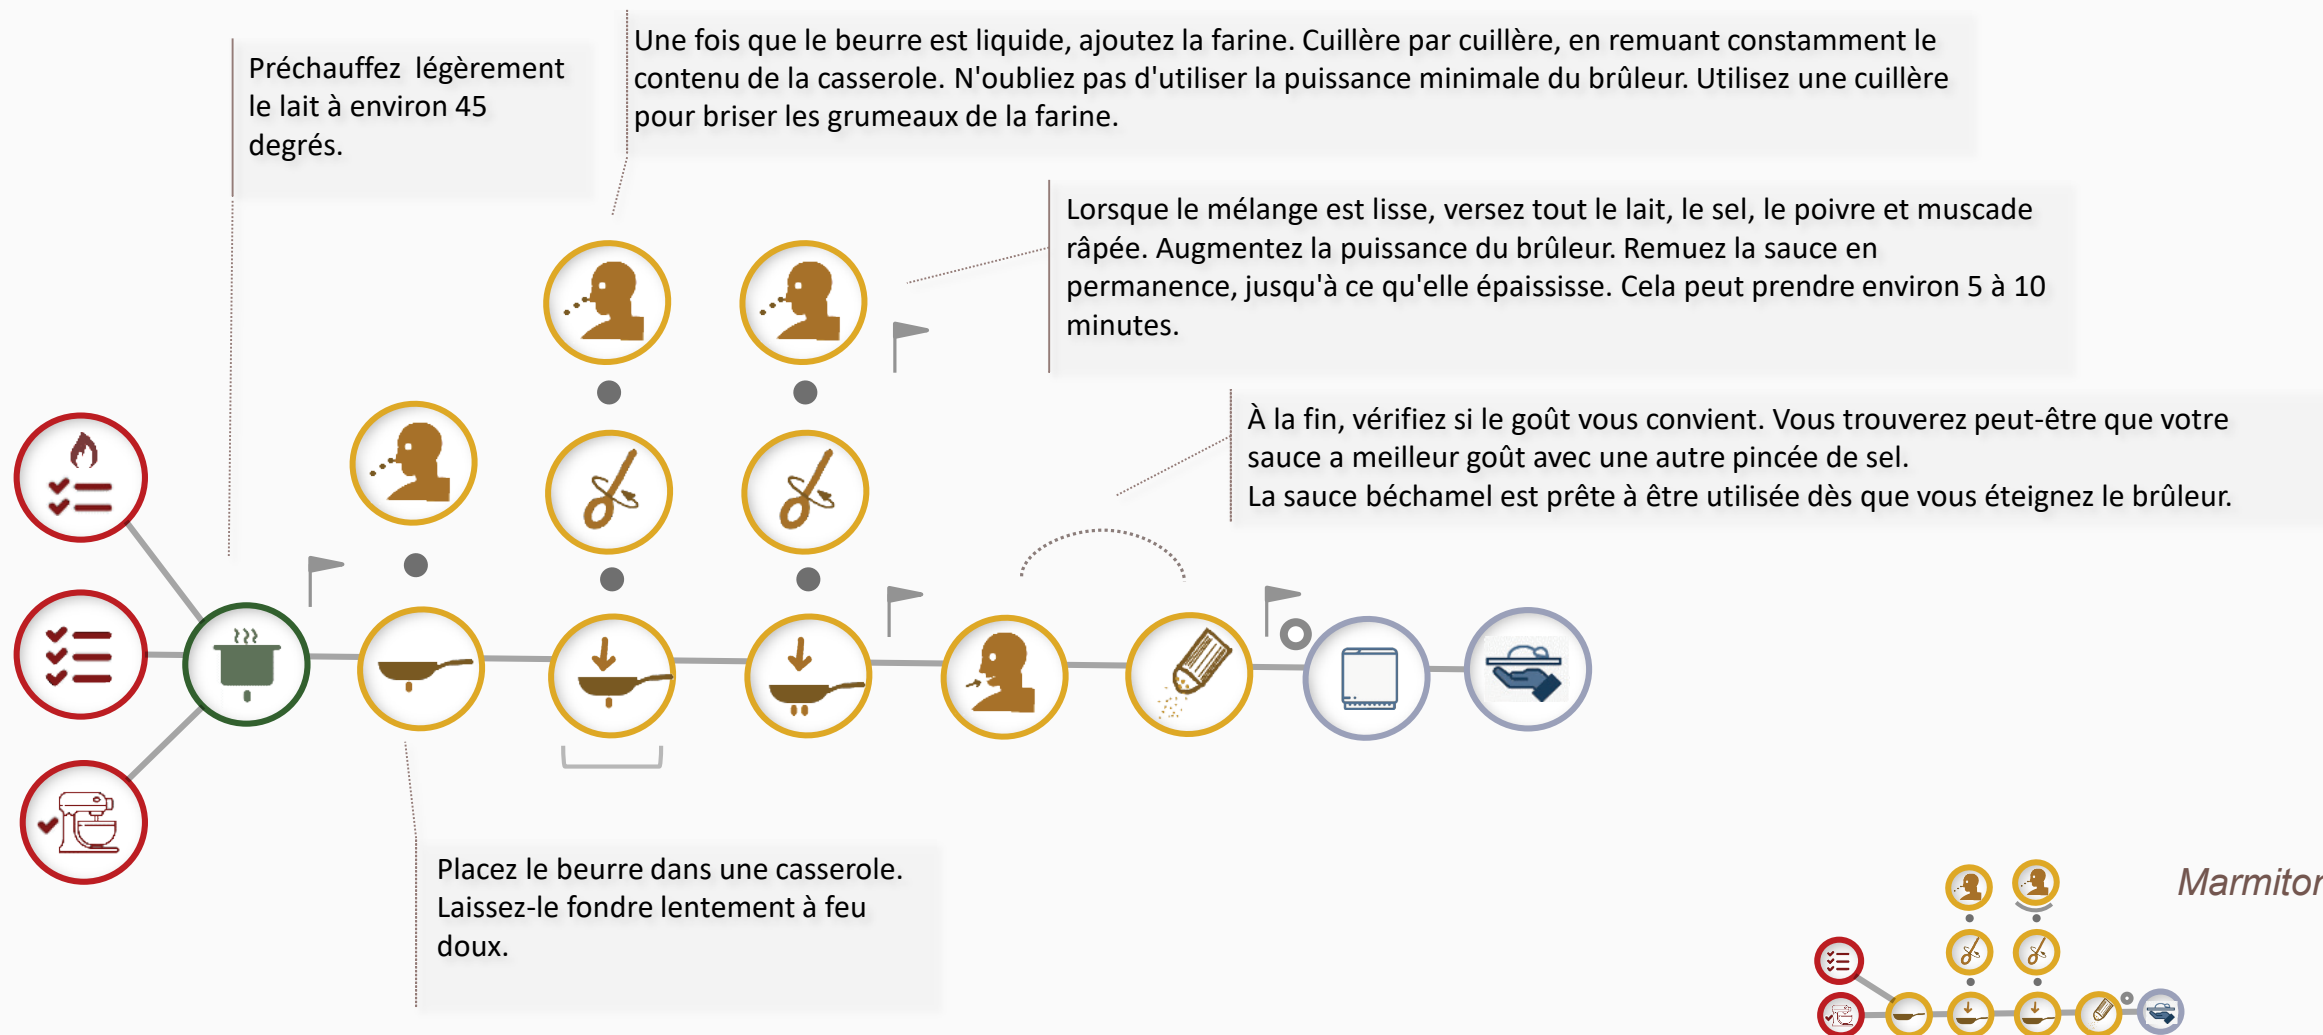 Préchauffez légèrement
le lait à environ 45
degrés.
Une fois que le beurre est liquide, ajoutez la farine. Cuillère par cuillère, en remuant constamment le
contenu de la casserole. N'oubliez pas d'utiliser la puissance minimale du brûleur. Utilisez une cuillère
pour briser les grumeaux de la farine.
Lorsque le mélange est lisse, versez tout le lait, le sel, le poivre et muscade
râpée. Augmentez la puissance du brûleur. Remuez la sauce en
permanence, jusqu'à ce qu'elle épaississe. Cela peut prendre environ 5 à 10
minutes.
À la fin, vérifiez si le goût vous convient. Vous trouverez peut-être que votre
sauce a meilleur goût avec une autre pincée de sel.
La sauce béchamel est prête à être utilisée dès que vous éteignez le brûleur.
Placez le beurre dans une casserole.
Laissez-le fondre lentement à feu
doux.
Marmiton